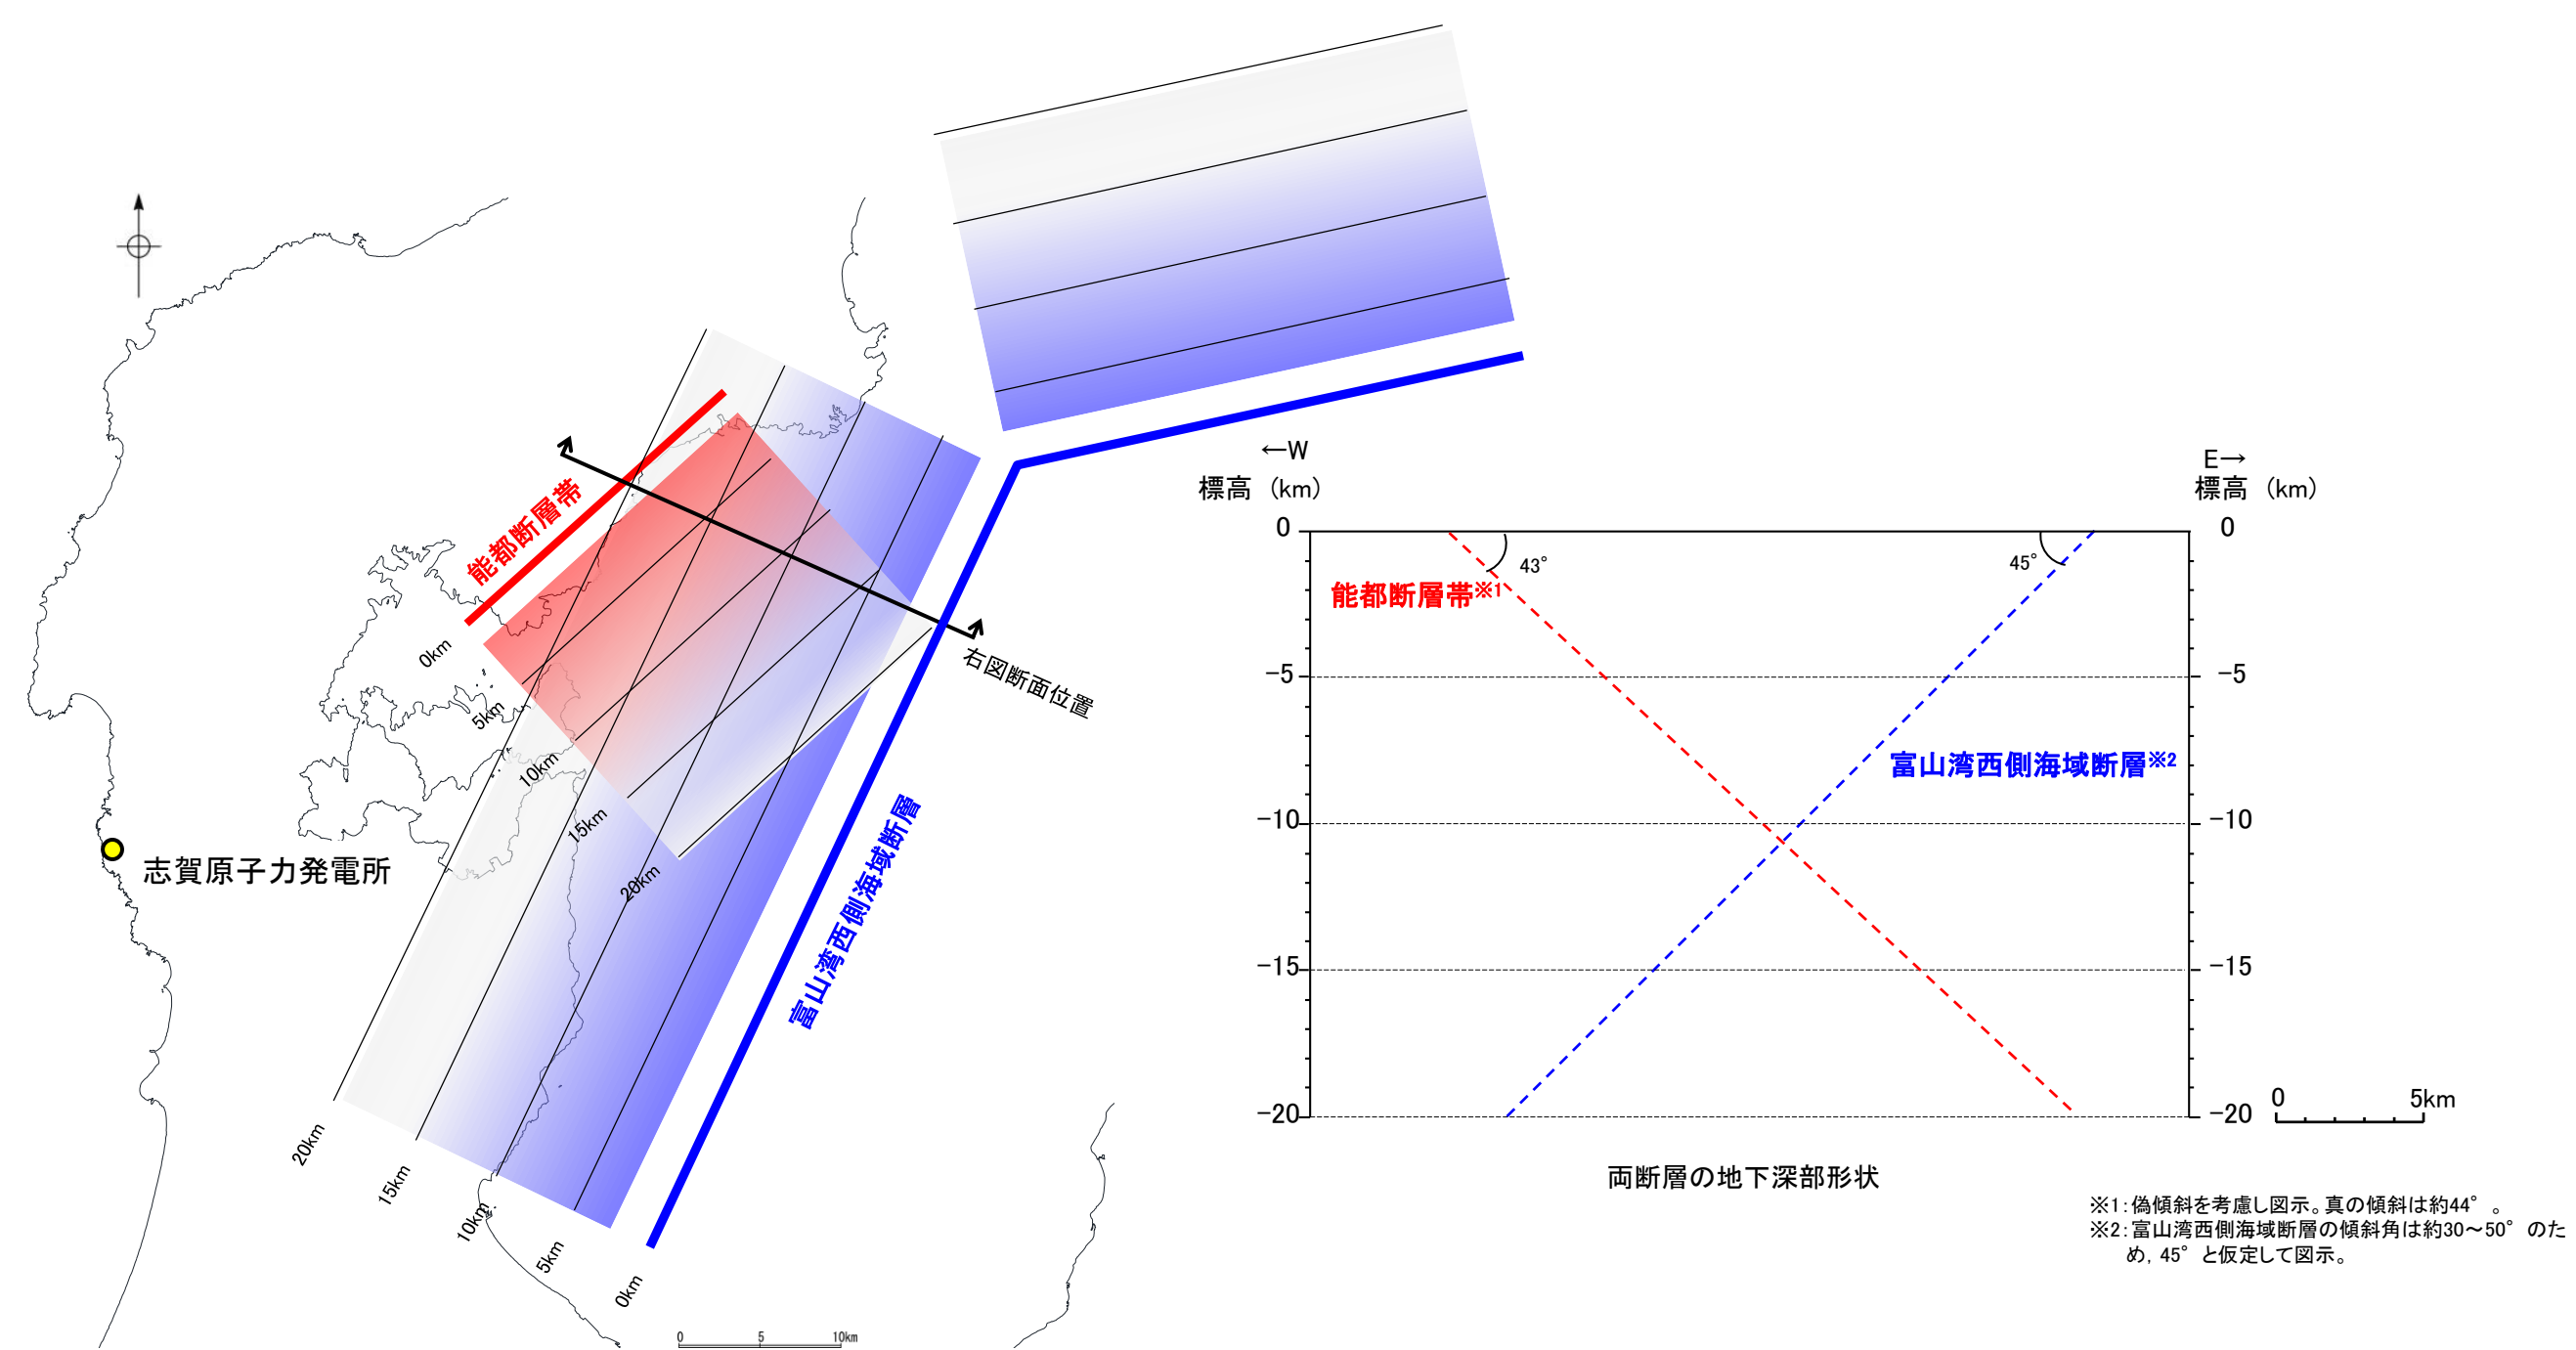 能都断層帯
0km
5km
10km
15km
20km
右図断面位置
富山湾西側海域断層
志賀原子力発電所
20km
15km
10km
5km
0km
0 5 10km
←W
標高 (km)
E→
標高 (km)
0
-5
-10
-15
-20
43°
能都断層帯※1
45°
富山湾西側海域断層※2
0
-5
-10
-15
-20
0 5km
両断層の地下深部形状
※1:偽傾斜を考慮し図示。真の傾斜は約44°。
※2:富山湾西側海域断層の傾斜角は約30～50°のた
め,45°と仮定して図示。